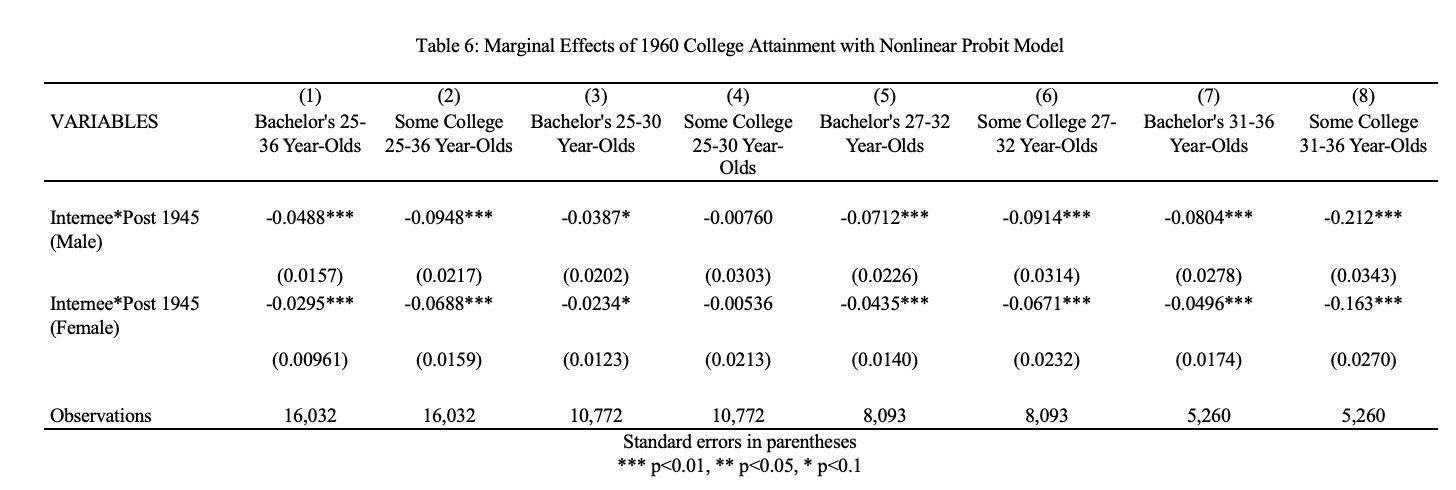 Table 6: Marginal Effects of 1960 College Attainment with Nonlinear Probit Model
(1) (2) (3) (4) (5) (6) (7) (8)
VARIABLES Bachelor's 25- Some College Bachelor's 25-30 Some College Bachelor's 27-32 Some College 27- Bachelor's 31-36 Some College
36 Year-Olds 25-36 Year-Olds Year-Olds 25-30 Year- Year-Olds 32 Year-Olds Year-Olds 31-36 Year-Olds
Olds
Internee*Post 1945 -0.0488*** -0.0948*** -0.0387* -0.00760 -0.0712*** -0.0914*** -0.0804*** -0.212***
(Male)
(0.0157) (0.0217) (0.0202) (0.0303) (0.0226) (0.0314) (0.0278) (0.0343)
Internee*Post 1945 -0.0295*** -0.0688*** -0.0234* -0.00536 -0.0435*** -0.0671*** -0.0496*** -0.163***
(Female)
(0.00961) (0.0159) (0.0123) (0.0213) (0.0140) (0.0232) (0.0174) (0.0270)
Observations 16,032 16,032 10,772 10,772 8,093 8,093 5,260 5,260
Standard errors in parentheses
*** p<0.01, ** p<0.05, * p<0.1